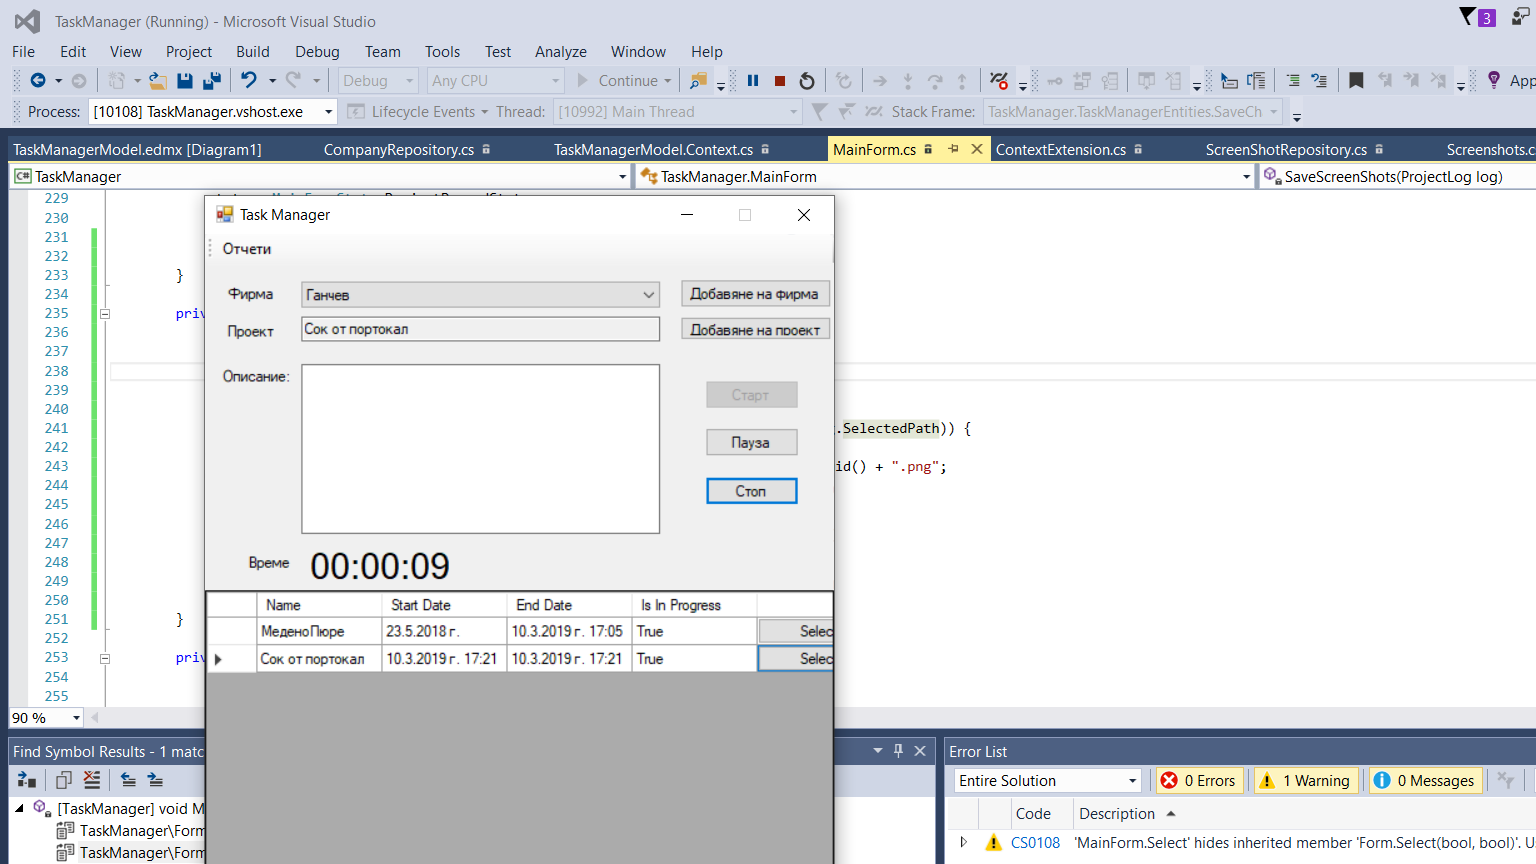 TaskManager (Running) - Microsoft Visual Studio
3
File Edit View Project Build Debug Team Tools Test Analyze Window Help
Debug Any CPU Continue App
Process: [10108] TaskManager.vshost.exe Lifecycle Events Thread: [10992] Main Thread Stack Frame: TaskManager.TaskManagerEntities.SaveCh
TaskManagerModel.edmx [Diagram1] CompanyRepository.cs TaskManagerModel.Context.cs MainForm.cs ContextExtension.cs ScreenShotRepository.cs Screenshots.cs
C# TaskManager TaskManager.MainForm SaveScreenShots(ProjectLog log)
229
230
231
232
233 }
234
235 priv
236
237
238
239
240
241 .SelectedPath)) {
242
243 id() + ".png";
244
245
246
247
248
249
250
251 }
252
253 priv
254
255
90 %
Task Manager
Отчети
Фирма Ганчев Добавяне на фирма
Проект Сок от портокал Добавяне на проект
Описание:
Старт
Пауза
Стоп
Време 00:00:09
Name Start Date End Date Is In Progress
МеденоПюре 23.5.2018 г. 10.3.2019 г. 17:05 True Selec
Сок от портокал 10.3.2019 г. 17:21 10.3.2019 г. 17:21 True Selec
Find Symbol Results - 1 matc
[TaskManager] void M
TaskManager\Form
TaskManager\Form
Error List
Entire Solution 0 Errors 1 Warning 0 Messages
Code Description
CS0108 'MainForm.Select' hides inherited member 'Form.Select(bool, bool)'. U